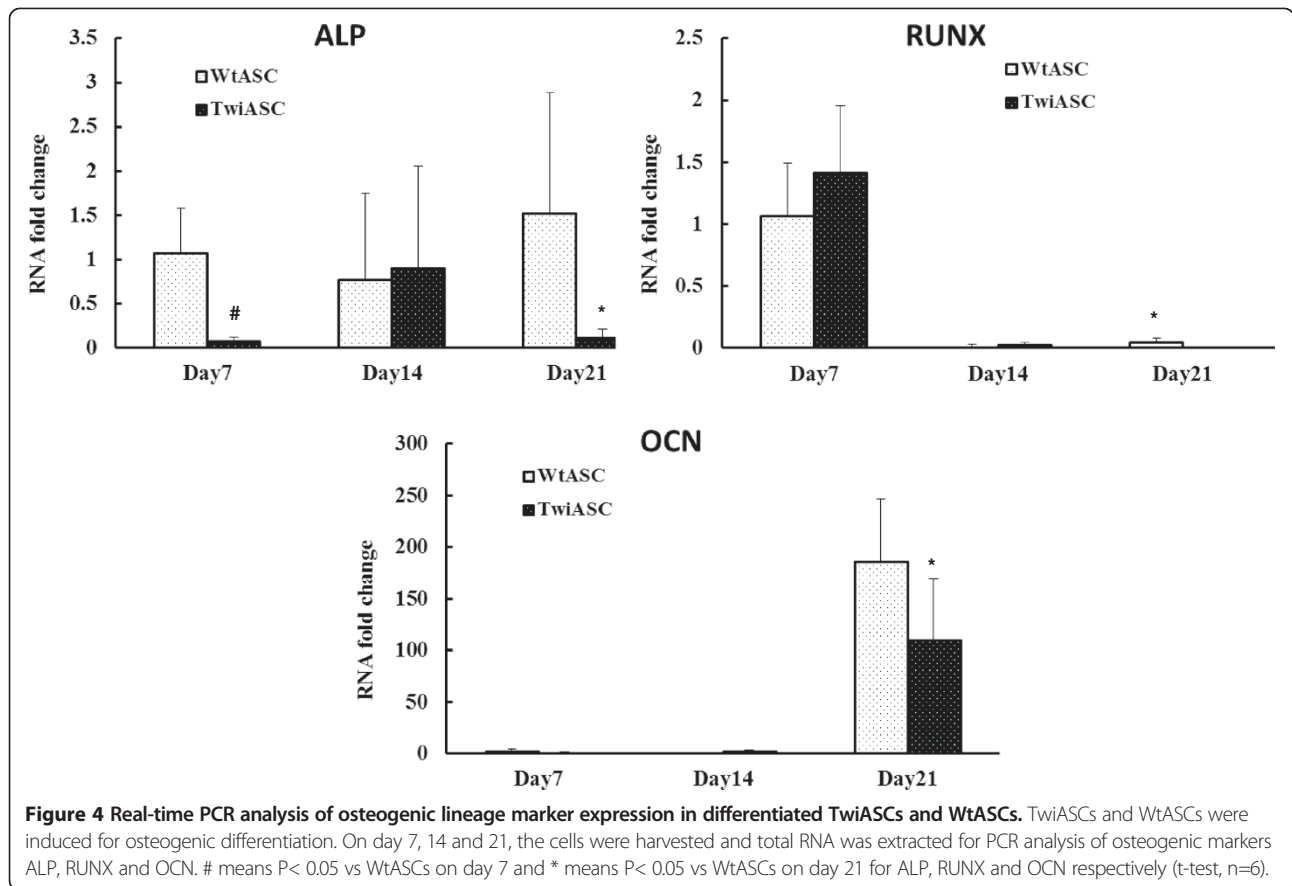 ALP
3.5
3
2.5
2
1.5
1
0.5
0
RNA fold change
WtASC
TwiASC
#
*
Day7 Day14 Day21
RUNX
2.5
2
1.5
1
0.5
0
RNA fold change
WtASC
TwiASC
*
Day7 Day14 Day21
OCN
300
250
200
150
100
50
0
RNA fold change
WtASC
TwiASC
*
Day7 Day14 Day21
Figure 4 Real-time PCR analysis of osteogenic lineage marker expression in differentiated TwiASCs and WtASCs. TwiASCs and WtASCs were
induced for osteogenic differentiation. On day 7, 14 and 21, the cells were harvested and total RNA was extracted for PCR analysis of osteogenic markers
ALP, RUNX and OCN. # means P< 0.05 vs WtASCs on day 7 and * means P< 0.05 vs WtASCs on day 21 for ALP, RUNX and OCN respectively (t-test, n=6).